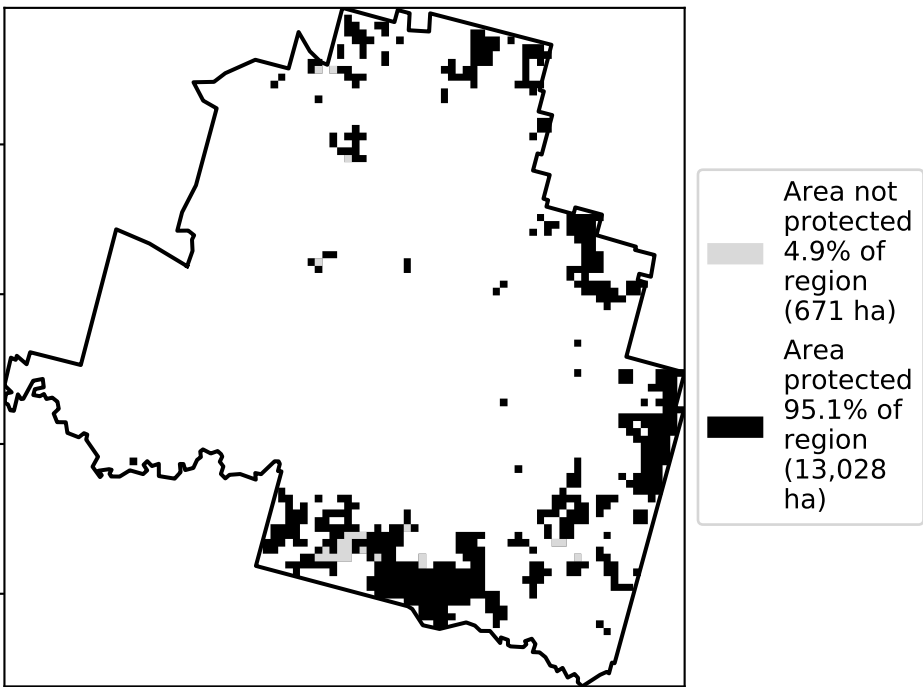 Area not
protected
4.9% of
region
(671 ha)
Area
protected
95.1% of
region
(13,028
ha)